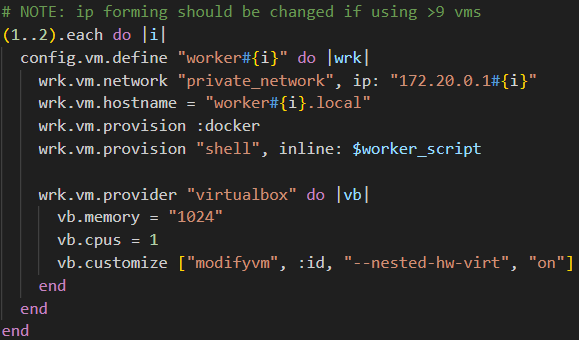 # NOTE: ip forming should be changed if using >9 vms
(1..2).each do |i|
  config.vm.define "worker#{i}" do |wrk|
    wrk.vm.network "private_network", ip: "172.20.0.1#{i}"
    wrk.vm.hostname = "worker#{i}.local"
    wrk.vm.provision :docker
    wrk.vm.provision "shell", inline: $worker_script

    wrk.vm.provider "virtualbox" do |vb|
      vb.memory = "1024"
      vb.cpus = 1
      vb.customize ["modifyvm", :id, "--nested-hw-virt", "on"]
    end
  end
end